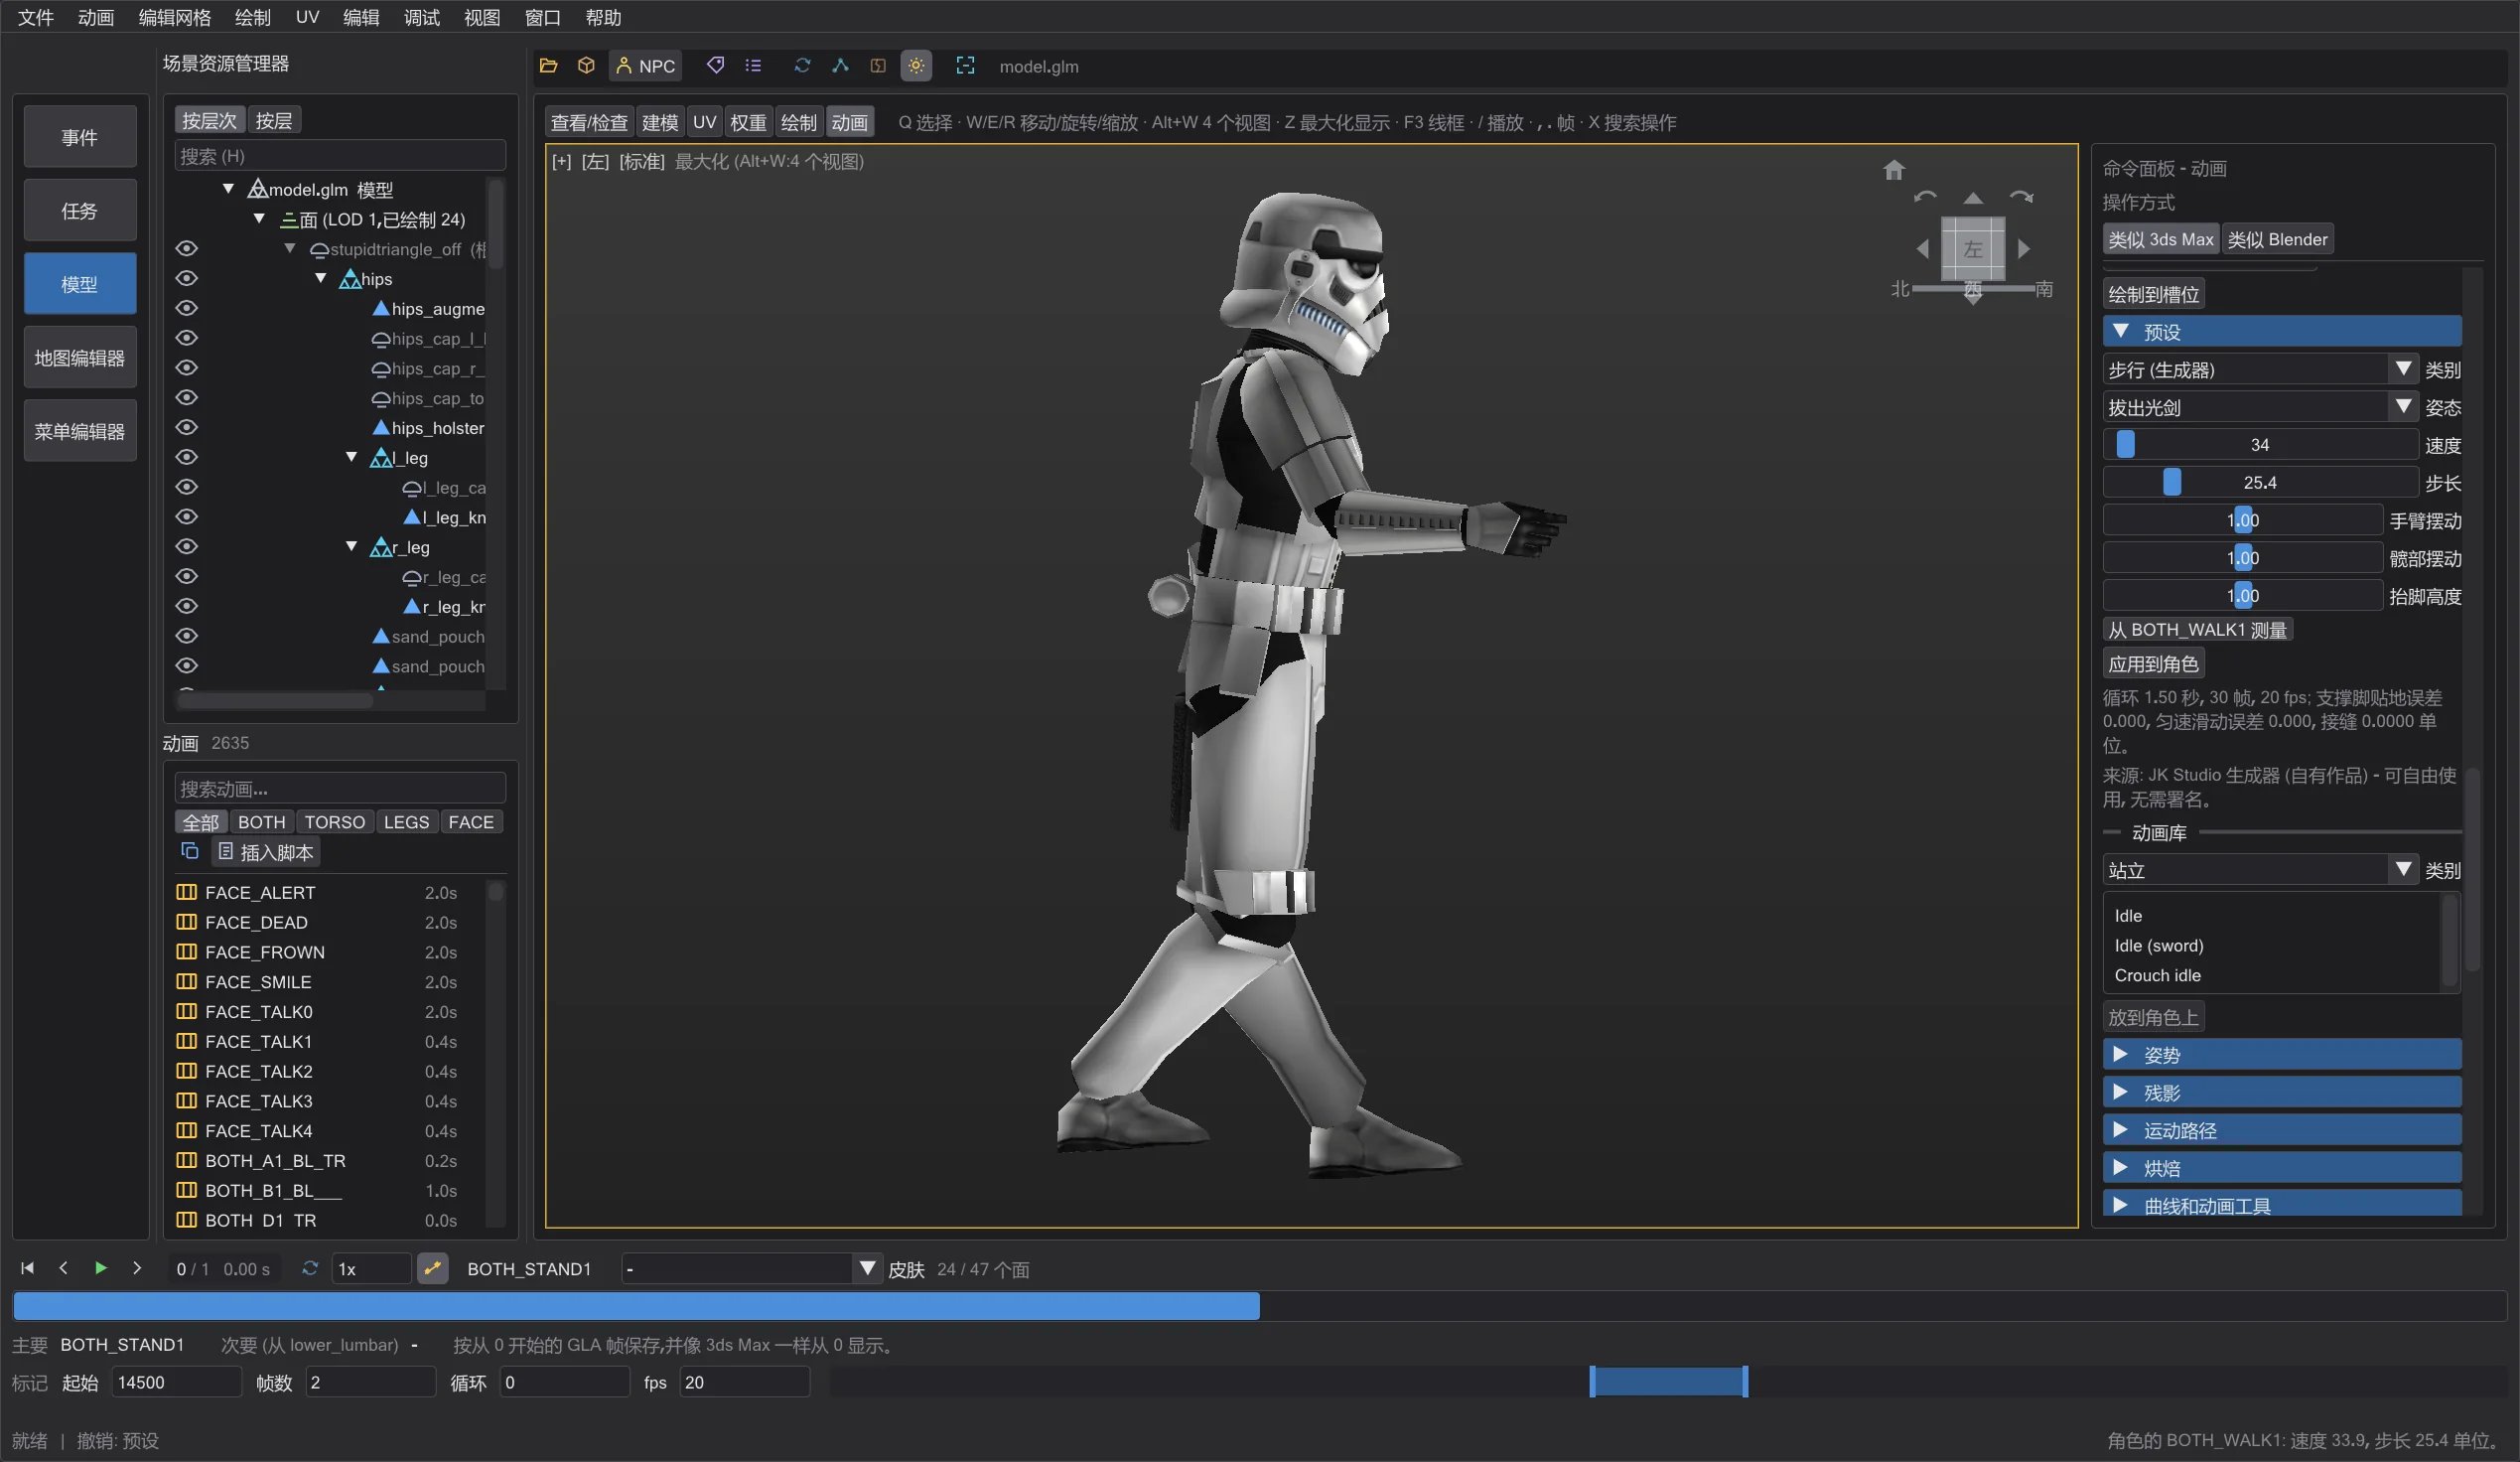 文件 动画 编辑网格 绘制 UV 编辑 调试 视图 窗口 帮助
场景资源管理器
NPC model.glm
事件
任务
模型
地图编辑器
菜单编辑器
按层次 按层
搜索 (H)
model.glm 模型
面 (LOD 1,已绘制 24)
stupidtriangle_off
hips
hips_augme
hips_cap_l_
hips_cap_r_
hips_cap_to
hips_holster
l_leg
l_leg_ca
l_leg_kn
r_leg
r_leg_ca
r_leg_kn
sand_pouch
sand_pouch
动画 2635
搜索动画...
全部 BOTH TORSO LEGS FACE
插入脚本
FACE_ALERT 2.0s
FACE_DEAD 2.0s
FACE_FROWN 2.0s
FACE_SMILE 2.0s
FACE_TALK0 2.0s
FACE_TALK1 0.4s
FACE_TALK2 0.4s
FACE_TALK3 0.4s
FACE_TALK4 0.4s
BOTH_A1_BL_TR 0.2s
BOTH_B1_BL___ 1.0s
BOTH_D1_TR 0.0s
查看/检查 建模 UV 权重 绘制 动画 Q 选择 · W/E/R 移动/旋转/缩放 · Alt+W 4 个视图 · Z 最大化显示 · F3 线框 · / 播放 · , . 帧 · X 搜索操作
[+] [左] [标准] 最大化 (Alt+W:4 个视图)
左
北 西 南
命令面板 - 动画
操作方式
类似 3ds Max 类似 Blender
绘制到槽位
预设
步行 (生成器) 类别
拔出光剑 姿态
34 速度
25.4 步长
1.00 手臂摆动
1.00 髋部摆动
1.00 抬脚高度
从 BOTH_WALK1 测量
应用到角色
循环 1.50 秒, 30 帧, 20 fps; 支撑脚贴地误差
0.000, 匀速滑动误差 0.000, 接缝 0.0000 单
位。
来源: JK Studio 生成器 (自有作品) - 可自由使
用, 无需署名。
动画库
站立 类别
Idle
Idle (sword)
Crouch idle
放到角色上
姿势
残影
运动路径
烘焙
曲线和动画工具
0 / 1 0.00 s 1x BOTH_STAND1 - 皮肤 24 / 47 个面
主要 BOTH_STAND1 次要 (从 lower_lumbar) - 按从 0 开始的 GLA 帧保存,并像 3ds Max 一样从 0 显示。
标记 起始 14500 帧数 2 循环 0 fps 20
就绪 | 撤销: 预设
角色的 BOTH_WALK1: 速度 33.9, 步长 25.4 单位。